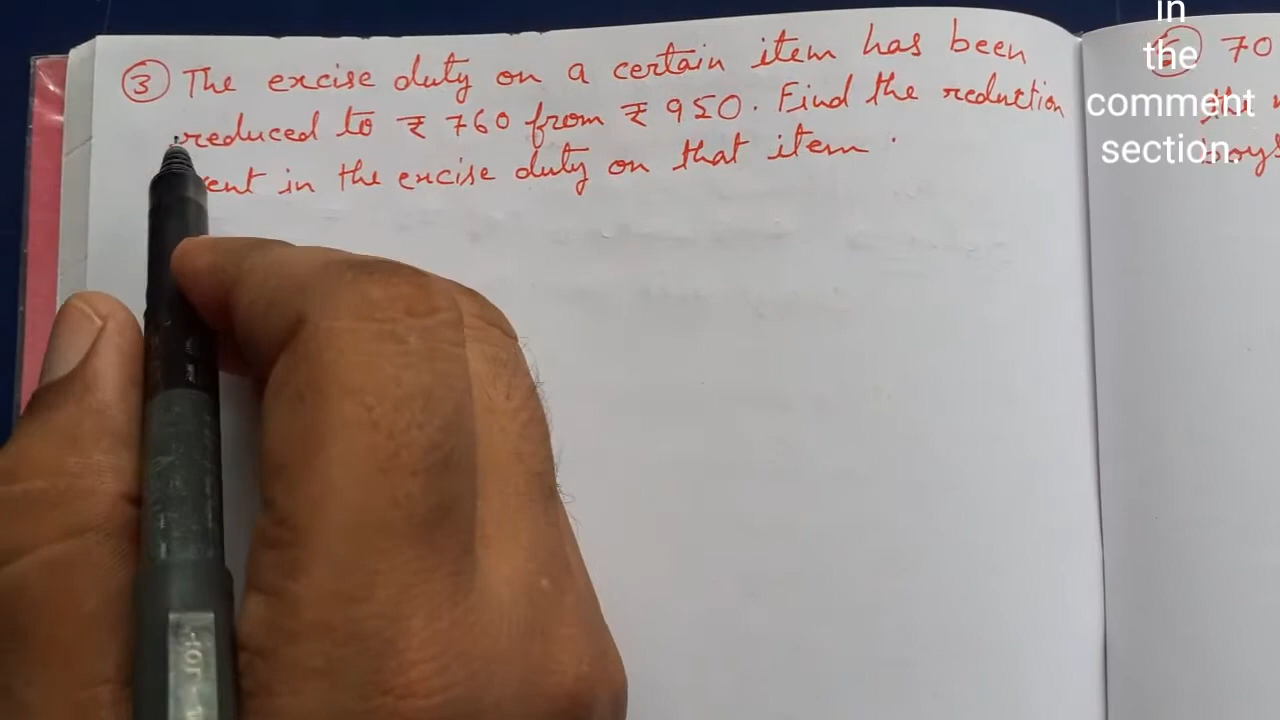 ③ The excise duty on a certain item has been
reduced to ₹ 760 from ₹ 950. Find the reduction
in the excise duty on that item.
70
in
the
comment
section.
boys